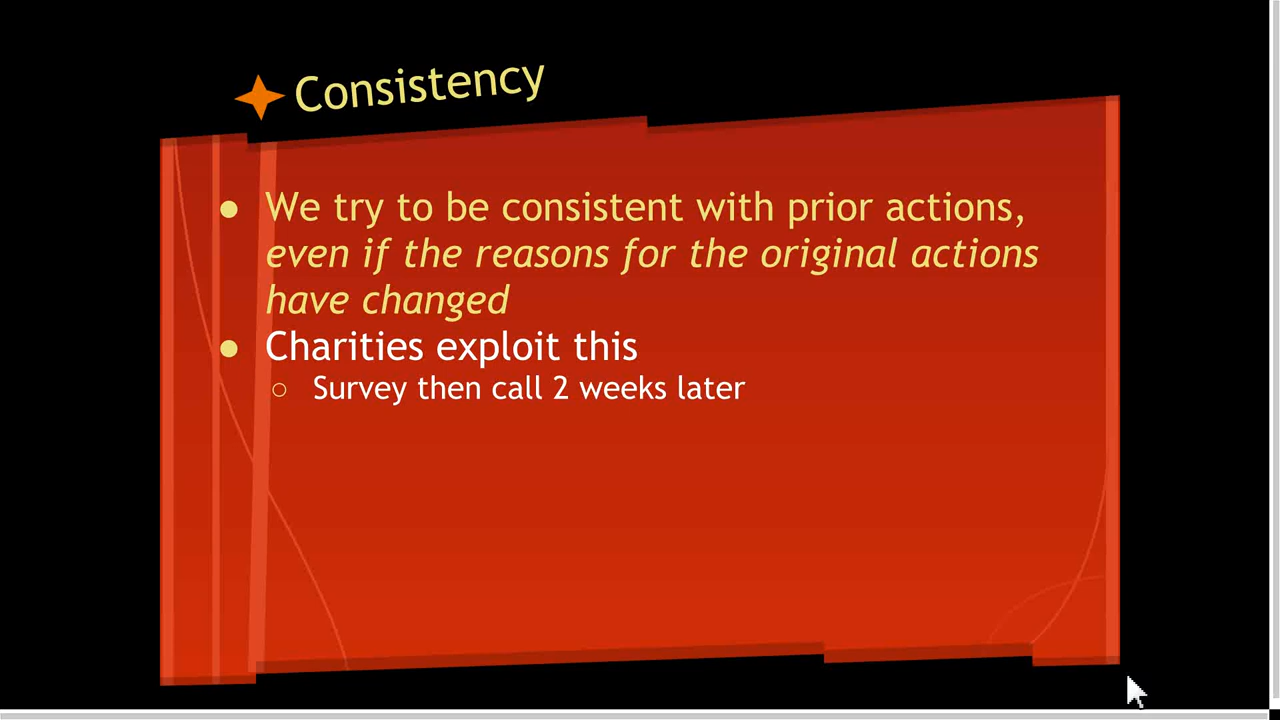 Consistency
● We try to be consistent with prior actions,
even if the reasons for the original actions
have changed
● Charities exploit this
○ Survey then call 2 weeks later